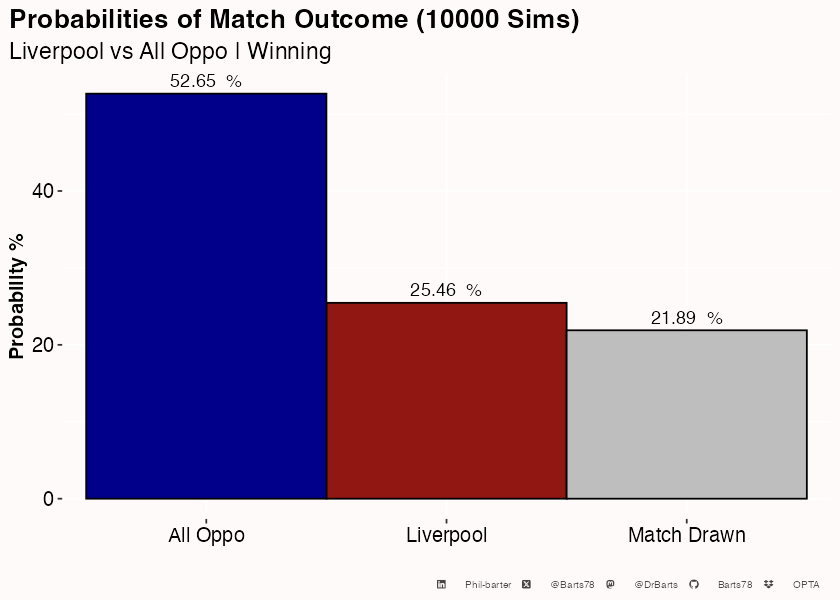 Probabilities of Match Outcome (10000 Sims)
Liverpool vs All Oppo | Winning
52.65 %
25.46 %
21.89 %
Probability %
40
20
0
All Oppo
Liverpool
Match Drawn
Phil-barter @Barts78 @DrBarts Barts78 OPTA